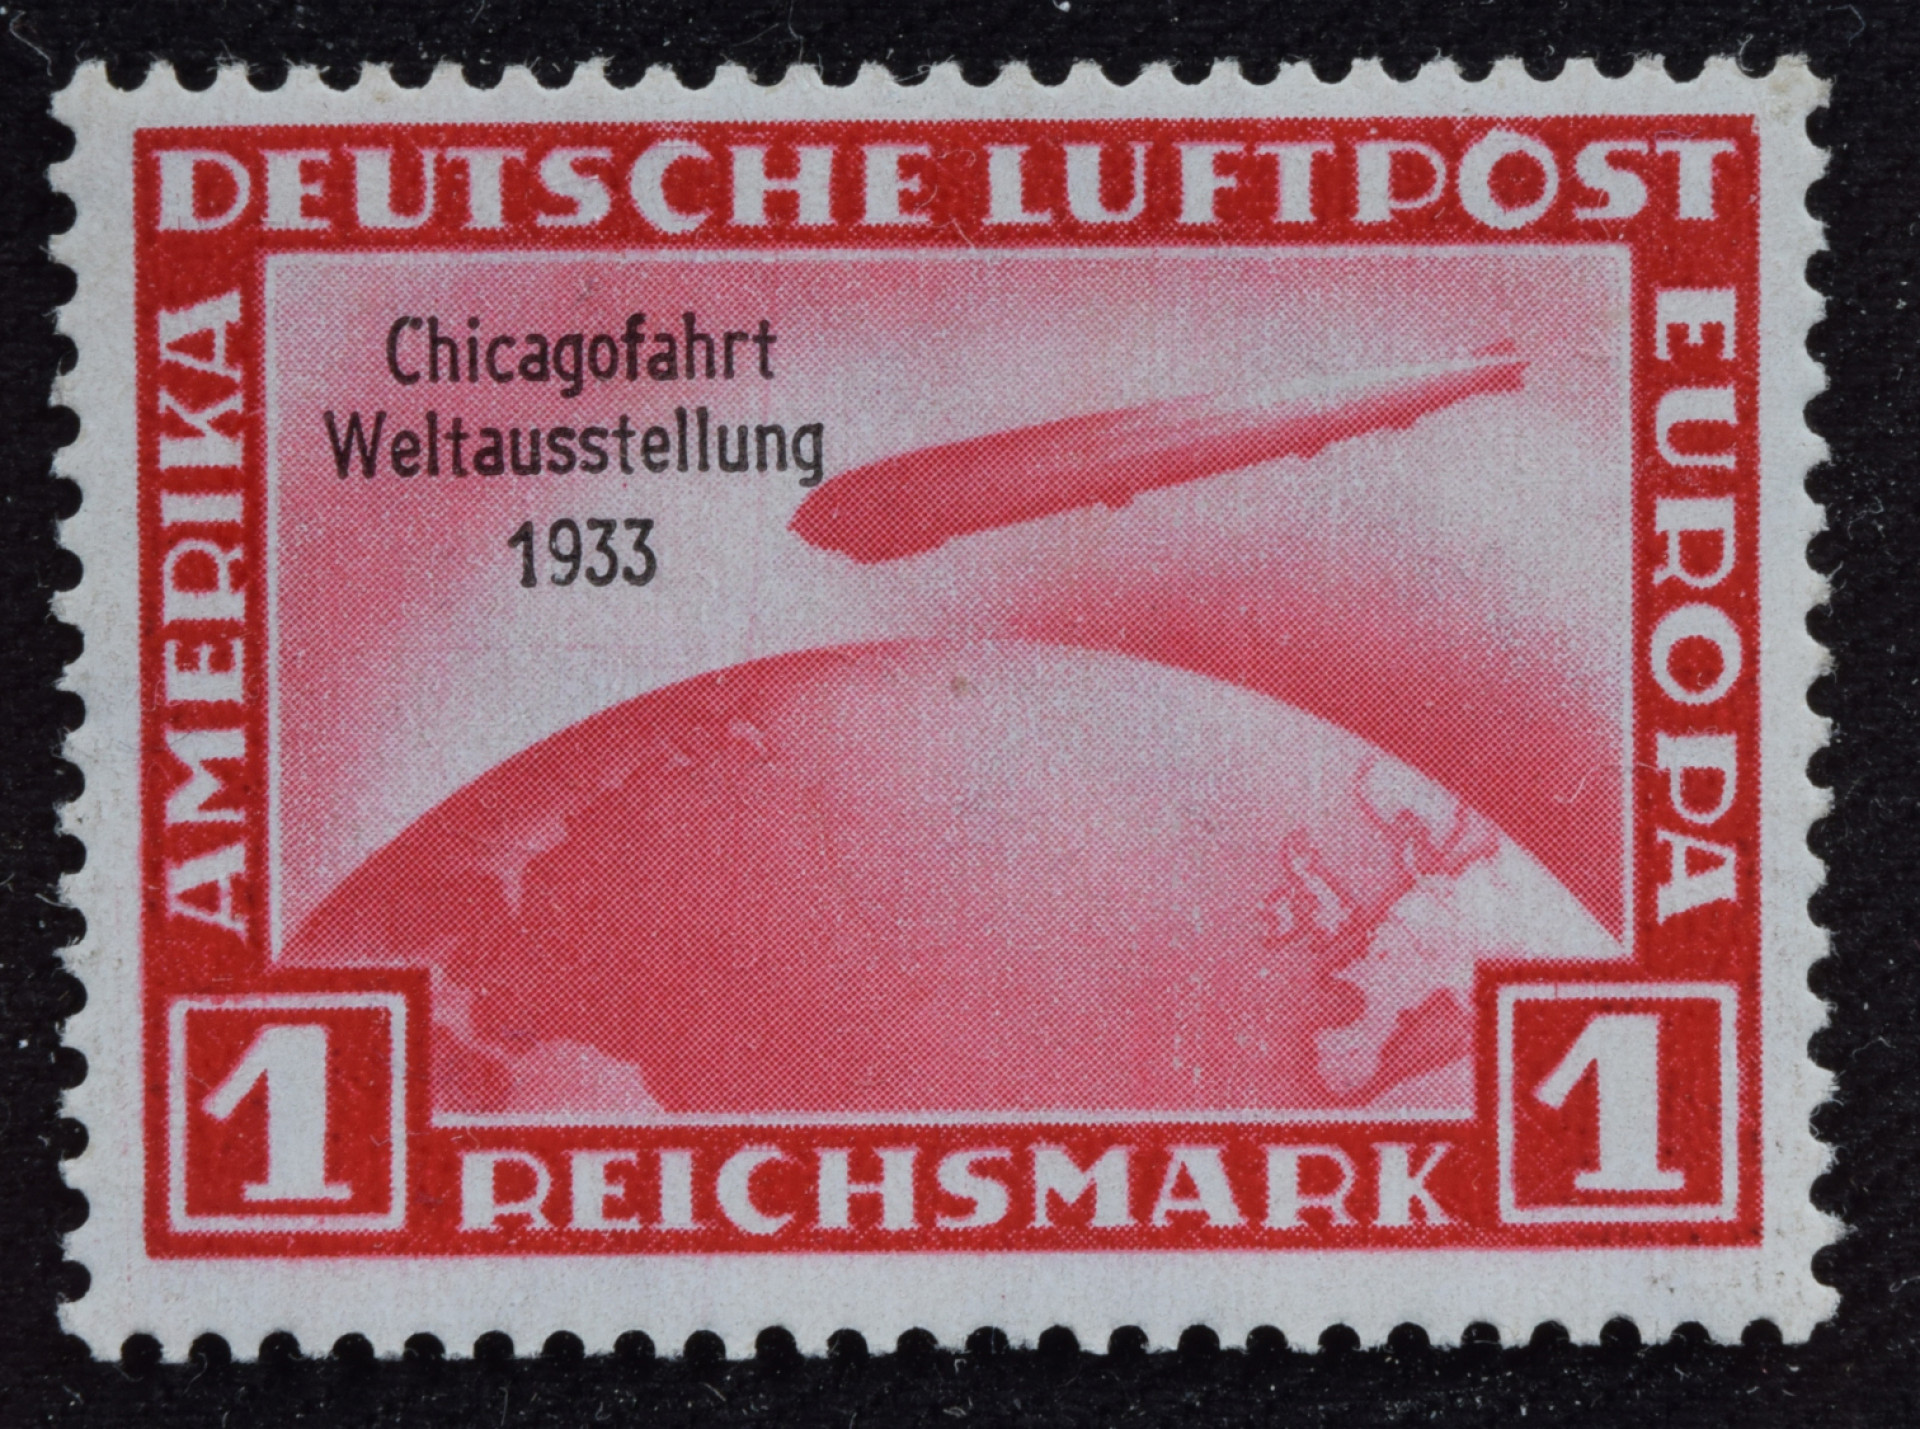 DEUTSCHE LUFTPOST
AMERIKA
EUROPA
Chicagofahrt
Weltausstellung
1933
1
REICHSMARK
1